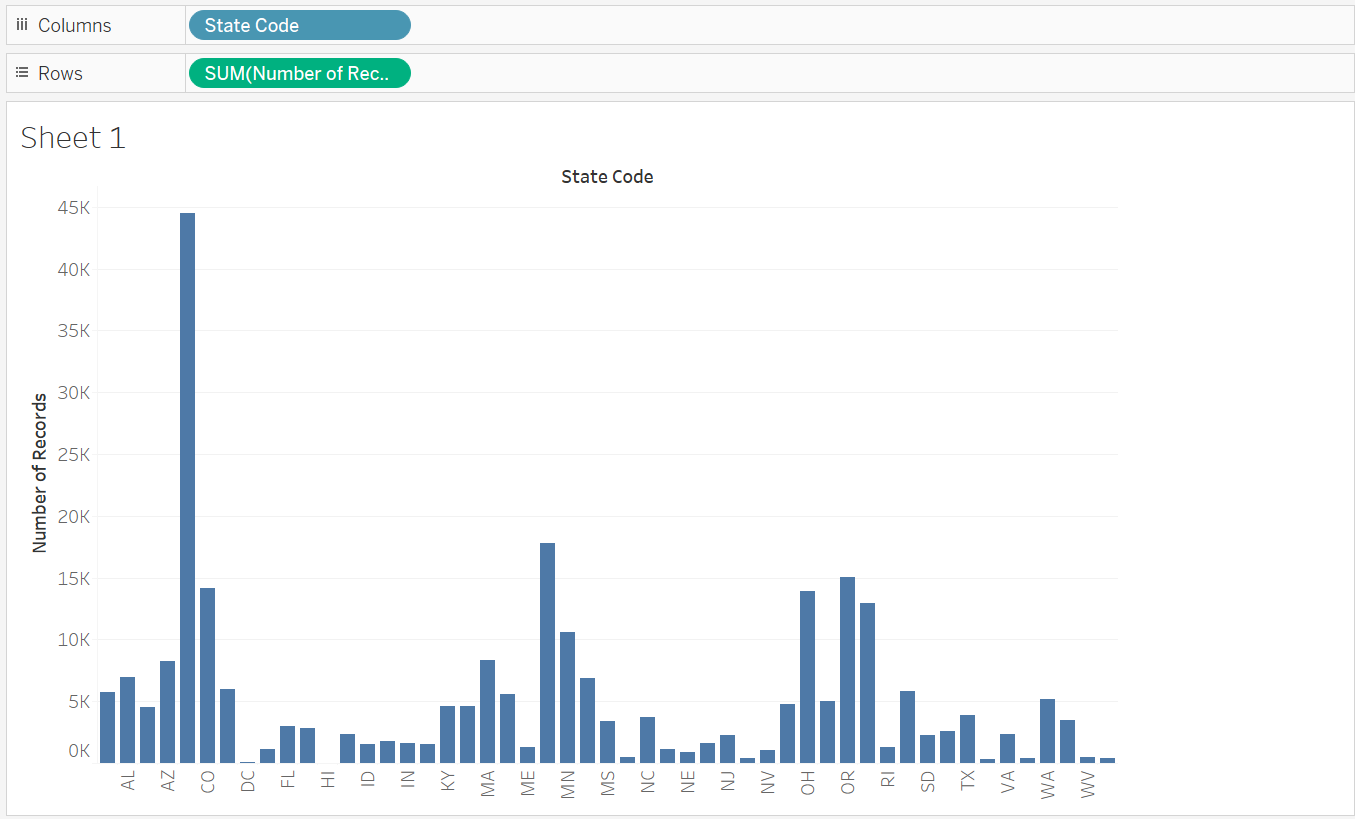 Columns
State Code
Rows
SUM(Number of Rec..
Sheet 1
State Code
45K
40K
35K
30K
25K
20K
15K
10K
5K
0K
Number of Records
AL AZ CO DC FL HI ID IN KY MA ME MN MS NC NE NJ NV OH OR RI SD TX VA WA WV